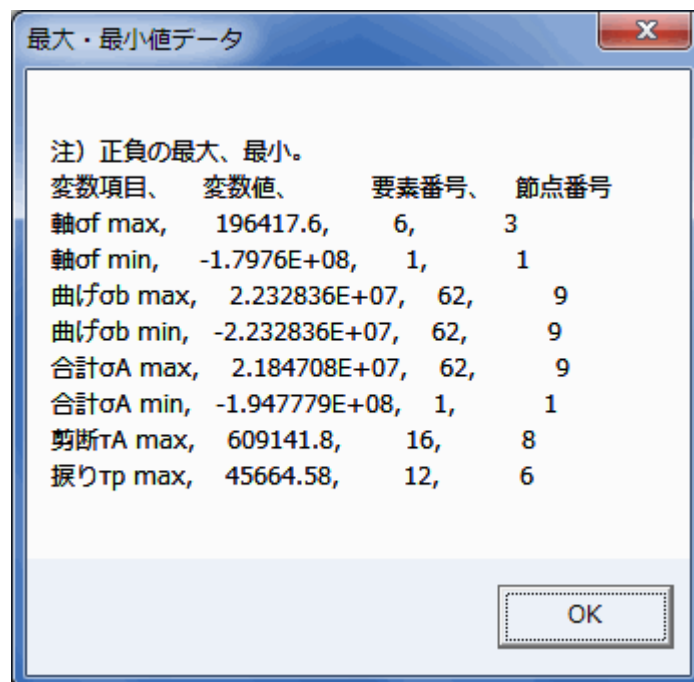 最大・最小値データ
注）正負の最大、最小。
変数項目、 変数値、 要素番号、 節点番号
軸σf max, 196417.6, 6, 3
軸σf min, -1.7976E+08, 1, 1
曲げσb max, 2.232836E+07, 62, 9
曲げσb min, -2.232836E+07, 62, 9
合計σA max, 2.184708E+07, 62, 9
合計σA min, -1.947779E+08, 1, 1
剪断τA max, 609141.8, 16, 8
捩りτp max, 45664.58, 12, 6
OK